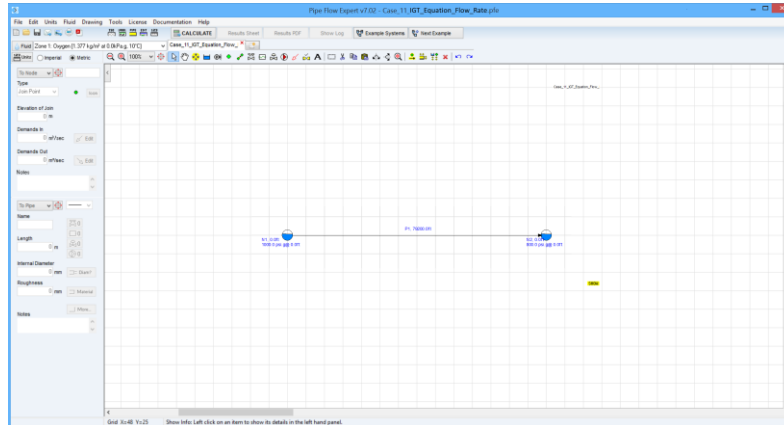 Pipe Flow Expert v7.02 - Case_11_IGT_Equation_Flow_Rate.pfe
File Edit Units Fluid Drawing Tools License Documentation Help
CALCULATE Results Sheet Results PDF Show Log Example Systems Next Example
Fluid Zone 1: Oxygen [1.377 kg/m³ at 0.0kPa.g, 10°C] Case_11_IGT_Equation_Flow_
Units Imperial Metric 100%
To Node
Type:
Join Point
Case_11_IGT_Equation_Flow_
Elevation of Join
0 m
Demands In
0 m³/sec Edit
Demands Out
0 m³/sec Edit
Notes
To Pipe
Name
P1,
Length
0 m
Internal Diameter
0 mm
Roughness
0 mm Material
More..
Notes
Grid X=48 Y=25 Show Info: Left click on an item to show its details in the left hand panel.